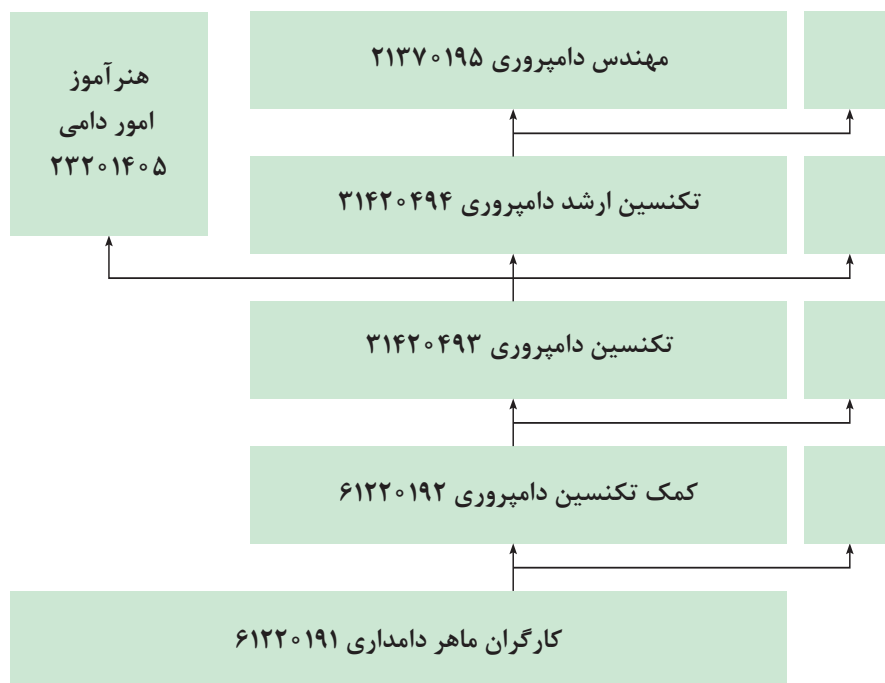 مهندس دامپروری ۲۱۳۷۰۱۹۵
هنرآموز
امور دامی
۲۳۲۰۱۴۰۵
تکنسین ارشد دامپروری ۳۱۴۲۰۴۹۴
تکنسین دامپروری ۳۱۴۲۰۴۹۳
کمک تکنسین دامپروری ۶۱۲۲۰۱۹۲
کارگران ماهر دامداری ۶۱۲۲۰۱۹۱